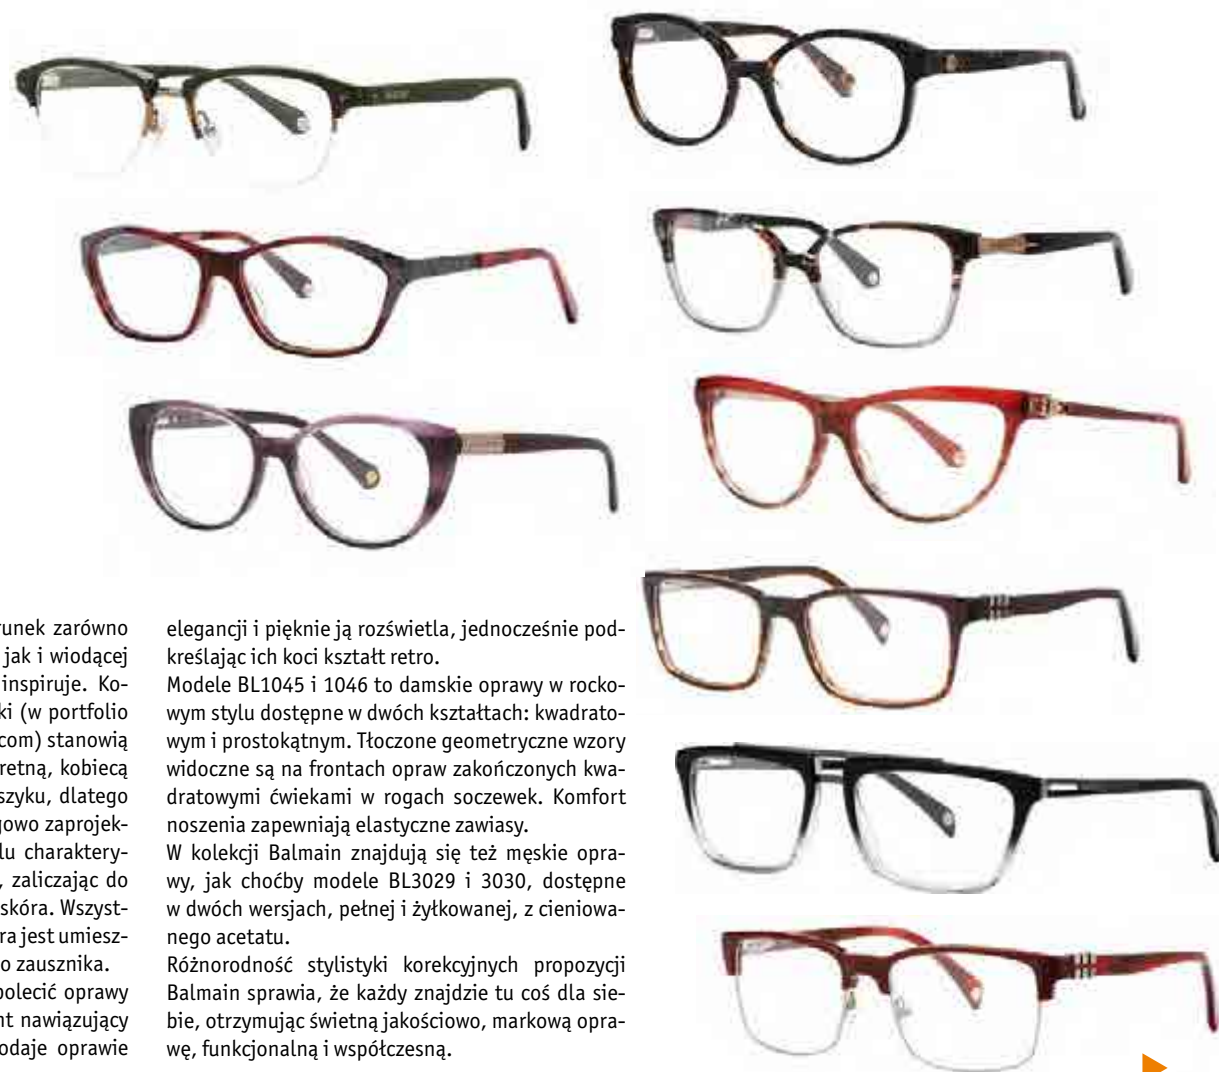 runek zarówno
jak i wiodącej
inspiruje. Ko-
ki (w portfolio
com) stanowią
retną, kobiecą
szyku, dlatego
gowo zaprojek-
lu charaktery-
, zaliczając do
skóra. Wszyst-
ra jest umiesz-
o zausznika.
polecić oprawy
nt nawiązujący
odaje oprawie
elegancji i pięknie ją rozświetla, jednocześnie pod-
kreślając ich koci kształt retro.
Modele BL1045 i 1046 to damskie oprawy w rocko-
wym stylu dostępne w dwóch kształtach: kwadrato-
wym i prostokątnym. Tłoczone geometryczne wzory
widoczne są na frontach opraw zakończonych kwa-
dratowymi ćwiekami w rogach soczewek. Komfort
noszenia zapewniają elastyczne zawiasy.
W kolekcji Balmain znajdują się też męskie opra-
wy, jak choćby modele BL3029 i 3030, dostępne
w dwóch wersjach, pełnej i żyłkowanej, z cieniowa-
nego acetatu.
Różnorodność stylistyki korekcyjnych propozycji
Balmain sprawia, że każdy znajdzie tu coś dla sie-
bie, otrzymując świetną jakościowo, markową opra-
wę, funkcjonalną i współczesną.